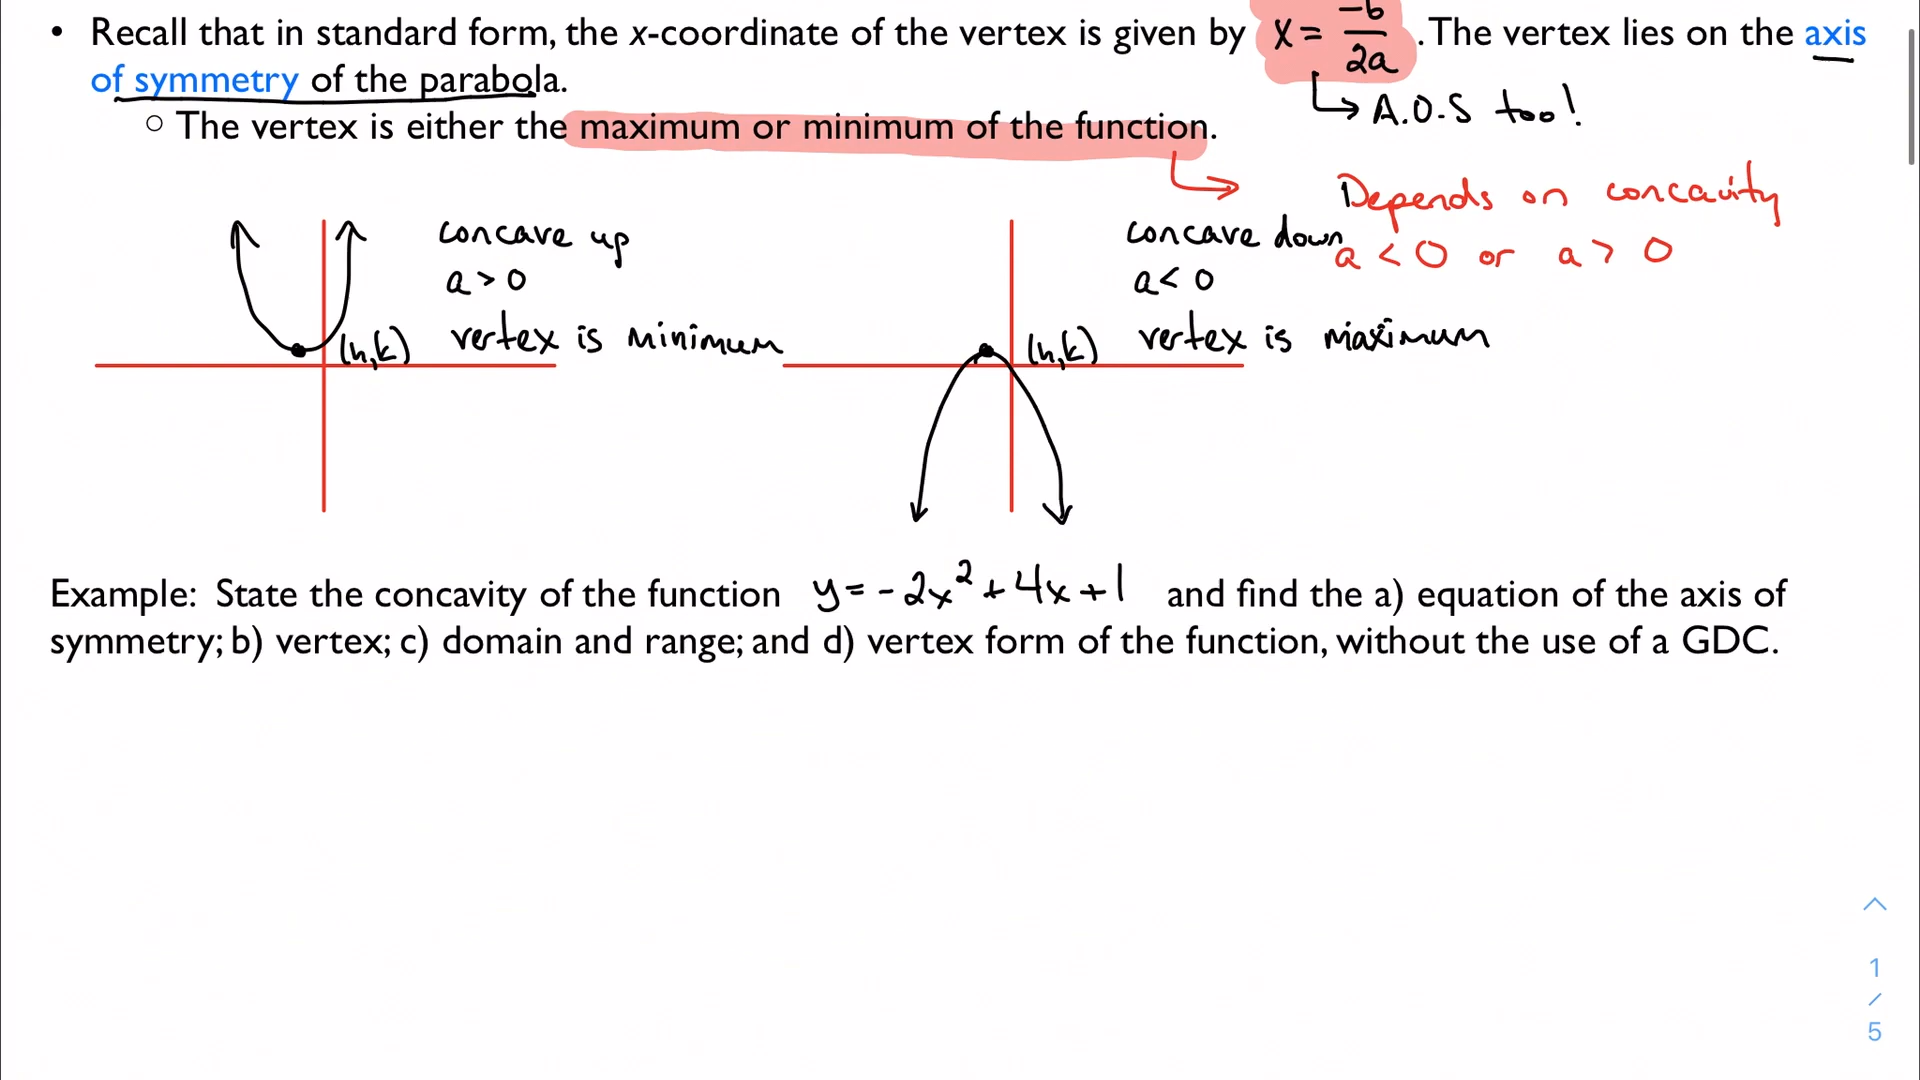 • Recall that in standard form, the x-coordinate of the vertex is given by x = -b/2a . The vertex lies on the axis
of symmetry of the parabola.
↳ A.O.S too!
○ The vertex is either the maximum or minimum of the function.
Depends on concavity
a < 0 or a > 0
concave up
a > 0
vertex is minimum
(h,k)
concave down
a < 0
vertex is maximum
(h,k)
Example: State the concavity of the function y = -2x² + 4x + 1 and find the a) equation of the axis of
symmetry; b) vertex; c) domain and range; and d) vertex form of the function, without the use of a GDC.
1
/
5